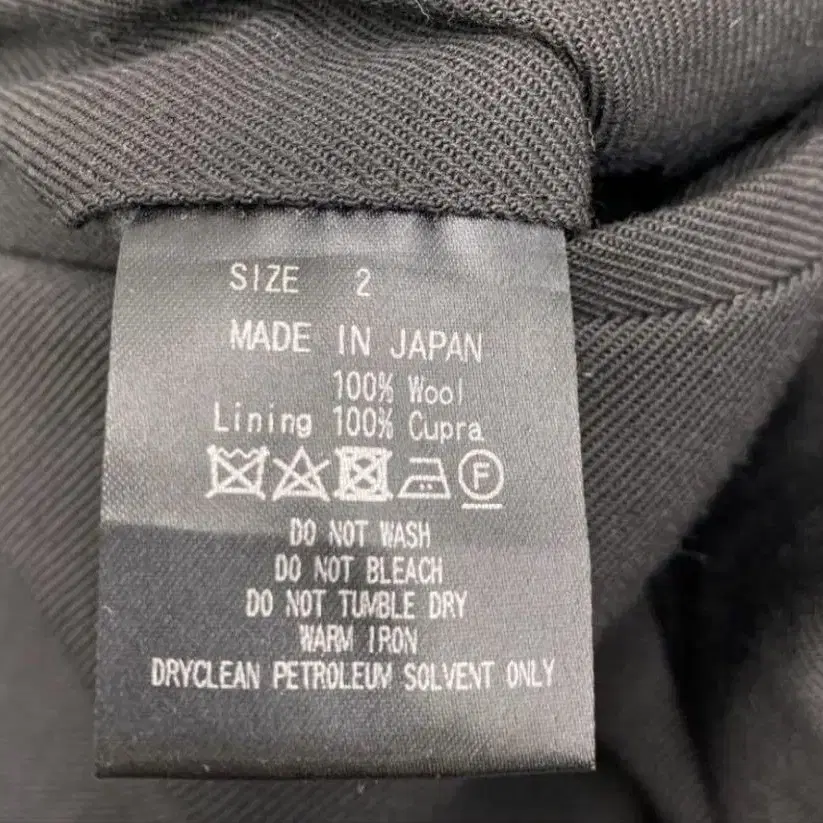 SIZE 2
MADE IN JAPAN
100% Wool
Lining 100% Cupra
F
DO NOT WASH
DO NOT BLEACH
DO NOT TUMBLE DRY
WARM IRON
DRYCLEAN PETROLEUM SOLVENT ONLY